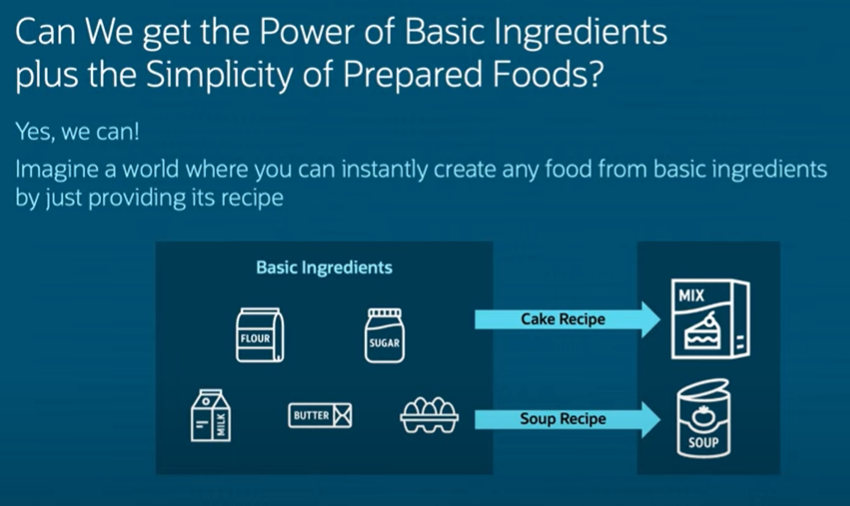 Can We get the Power of Basic Ingredients
plus the Simplicity of Prepared Foods?
Yes, we can!
Imagine a world where you can instantly create any food from basic ingredients
by just providing its recipe
Basic Ingredients
FLOUR
SUGAR
MILK
BUTTER
Cake Recipe
Soup Recipe
MIX
SOUP